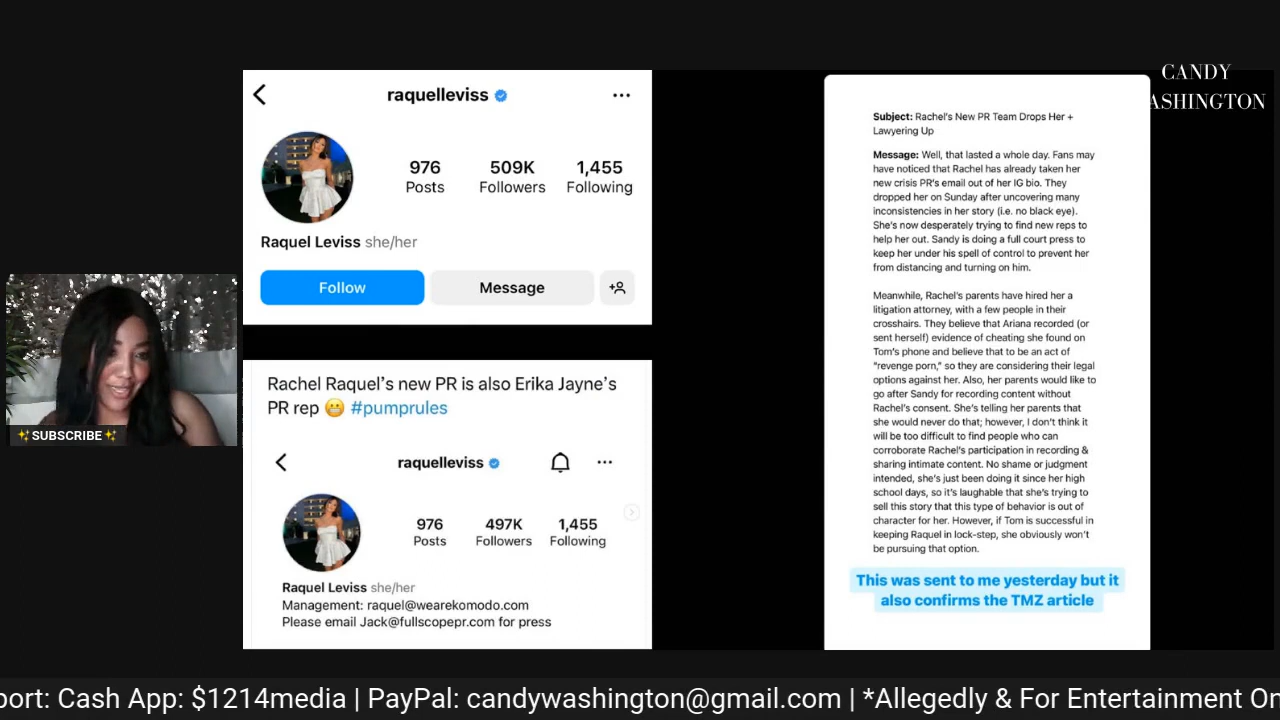 raquelleviss
976
509K
1,455
Posts
Followers
Following
Raquel Leviss she/her
Follow
Message
Rachel Raquel's new PR is also Erika Jayne's
PR rep 😬 #pumprules
raquelleviss
976
497K
1,455
Posts
Followers
Following
Raquel Leviss she/her
Management: raquel@wearekomodo.com
Please email Jack@fullscopepr.com for press
Subject: Rachel's New PR Team Drops Her +
Lawyering Up
Message: Well, that lasted a whole day. Fans may
have noticed that Rachel has already taken her
new crisis PR's email out of her IG bio. They
dropped her on Sunday after uncovering many
inconsistencies in her story (i.e. no black eye).
She's now desperately trying to find new reps to
help her out. Sandy is doing a full court press to
keep her under his spell of control to prevent her
from distancing and turning on him.
Meanwhile, Rachel's parents have hired her a
litigation attorney, with a few people in their
crosshairs. They believe that Ariana recorded (or
sent herself) evidence of cheating she found on
Tom's phone and believe that to be an act of
"revenge porn," so they are considering their legal
options against her. Also, her parents would like to
go after Sandy for recording content without
Rachel's consent. She's telling her parents that
she would never do that; however, I don't think it
will be too difficult to find people who can
corroborate Rachel's participation in recording &
sharing intimate content. No shame or judgment
intended, she's just been doing it since her high
school days, so it's laughable that she's trying to
sell this story that this type of behavior is out of
character for her. However, if Tom is successful in
keeping Raquel in lock-step, she obviously won't
be pursuing that option.
This was sent to me yesterday but it
also confirms the TMZ article
CANDY
ASHINGTON
✨SUBSCRIBE✨
port: Cash App: $1214media | PayPal: candywashington@gmail.com | *Allegedly & For Entertainment On